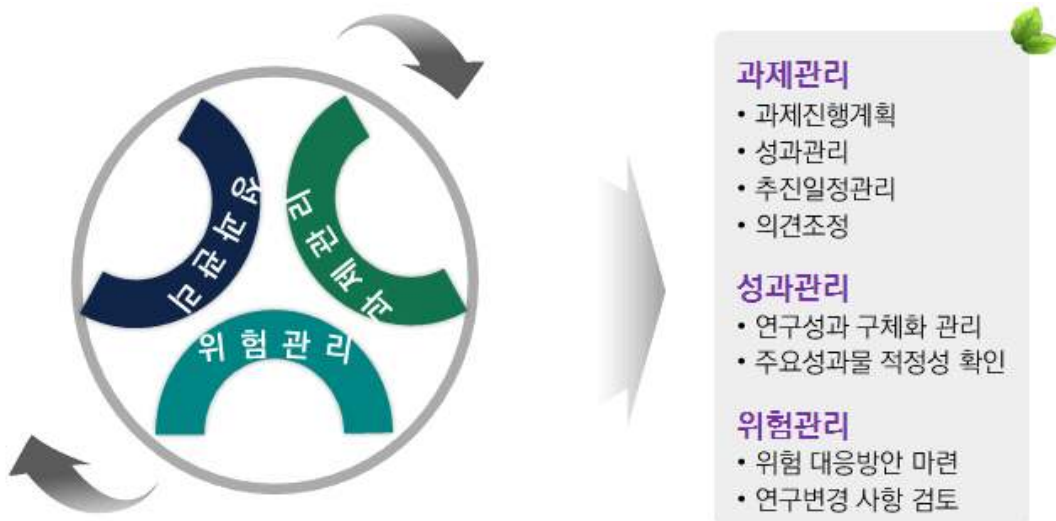 성과관리
과제관리
위험관리
과제관리
• 과제진행계획
• 성과관리
• 추진일정관리
• 의견조정
성과관리
• 연구성과 구체화 관리
• 주요성과물 적정성 확인
위험관리
• 위험 대응방안 마련
• 연구변경 사항 검토